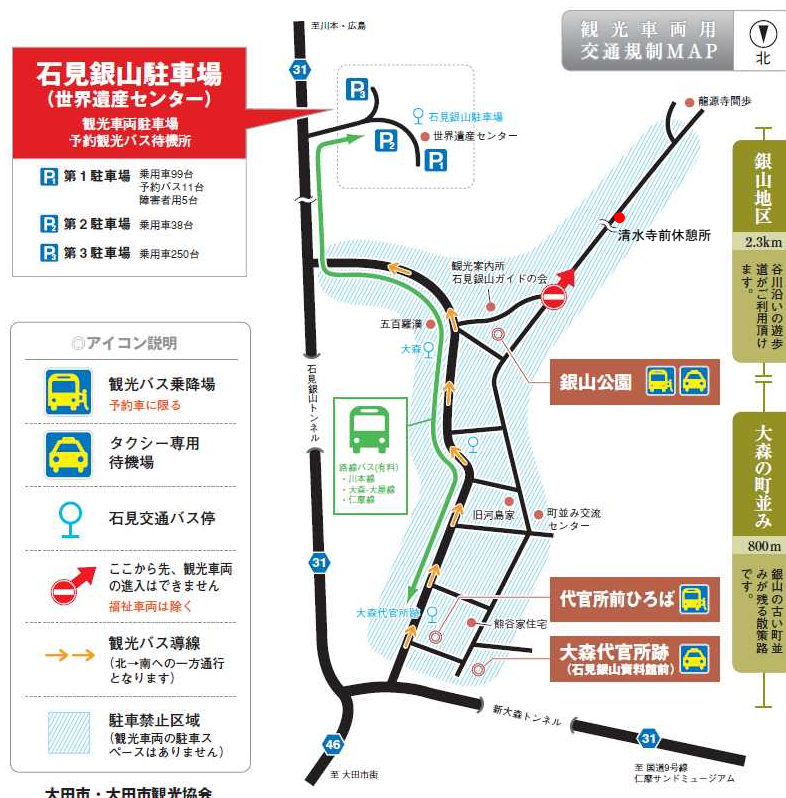 観光車両用
交通規制MAP
北
至川本・広島
31
石見銀山駐車場
(世界遺産センター)
観光車両駐車場
予約観光バス待機所
P1 第1駐車場 乗用車99台
予約バス11台
障害者用5台
P2 第2駐車場 乗用車38台
P3 第3駐車場 乗用車250台
P3
石見銀山駐車場
P2
世界遺産センター
P1
龍源寺間歩
清水寺前休憩所
銀山地区
2.3km
谷川沿いの遊歩
道がご利用頂け
ます。
観光案内所
石見銀山ガイドの会
五百羅漢
大森
銀山公園
石見銀山トンネル
路線バス(有料)
・川本線
・大森-大屋線
・仁摩線
旧河島家
町並み交流
センター
大森の町並み
800m
銀山の古い町並
みが残る散策路
です。
代官所前ひろば
大森代官所跡
熊谷家住宅
大森代官所跡
(石見銀山資料館前)
31
新大森トンネル
31
46
至 大田市街
至 国道9号線
仁摩サンドミュージアム
◎アイコン説明
観光バス乗降場
予約車に限る
タクシー専用
待機場
石見交通バス停
ここから先、観光車両
の進入はできません
福祉車両は除く
観光バス導線
(北→南への一方通行
となります)
駐車禁止区域
(観光車両の駐車ス
ペースはありません)
大田市・大田市観光協会